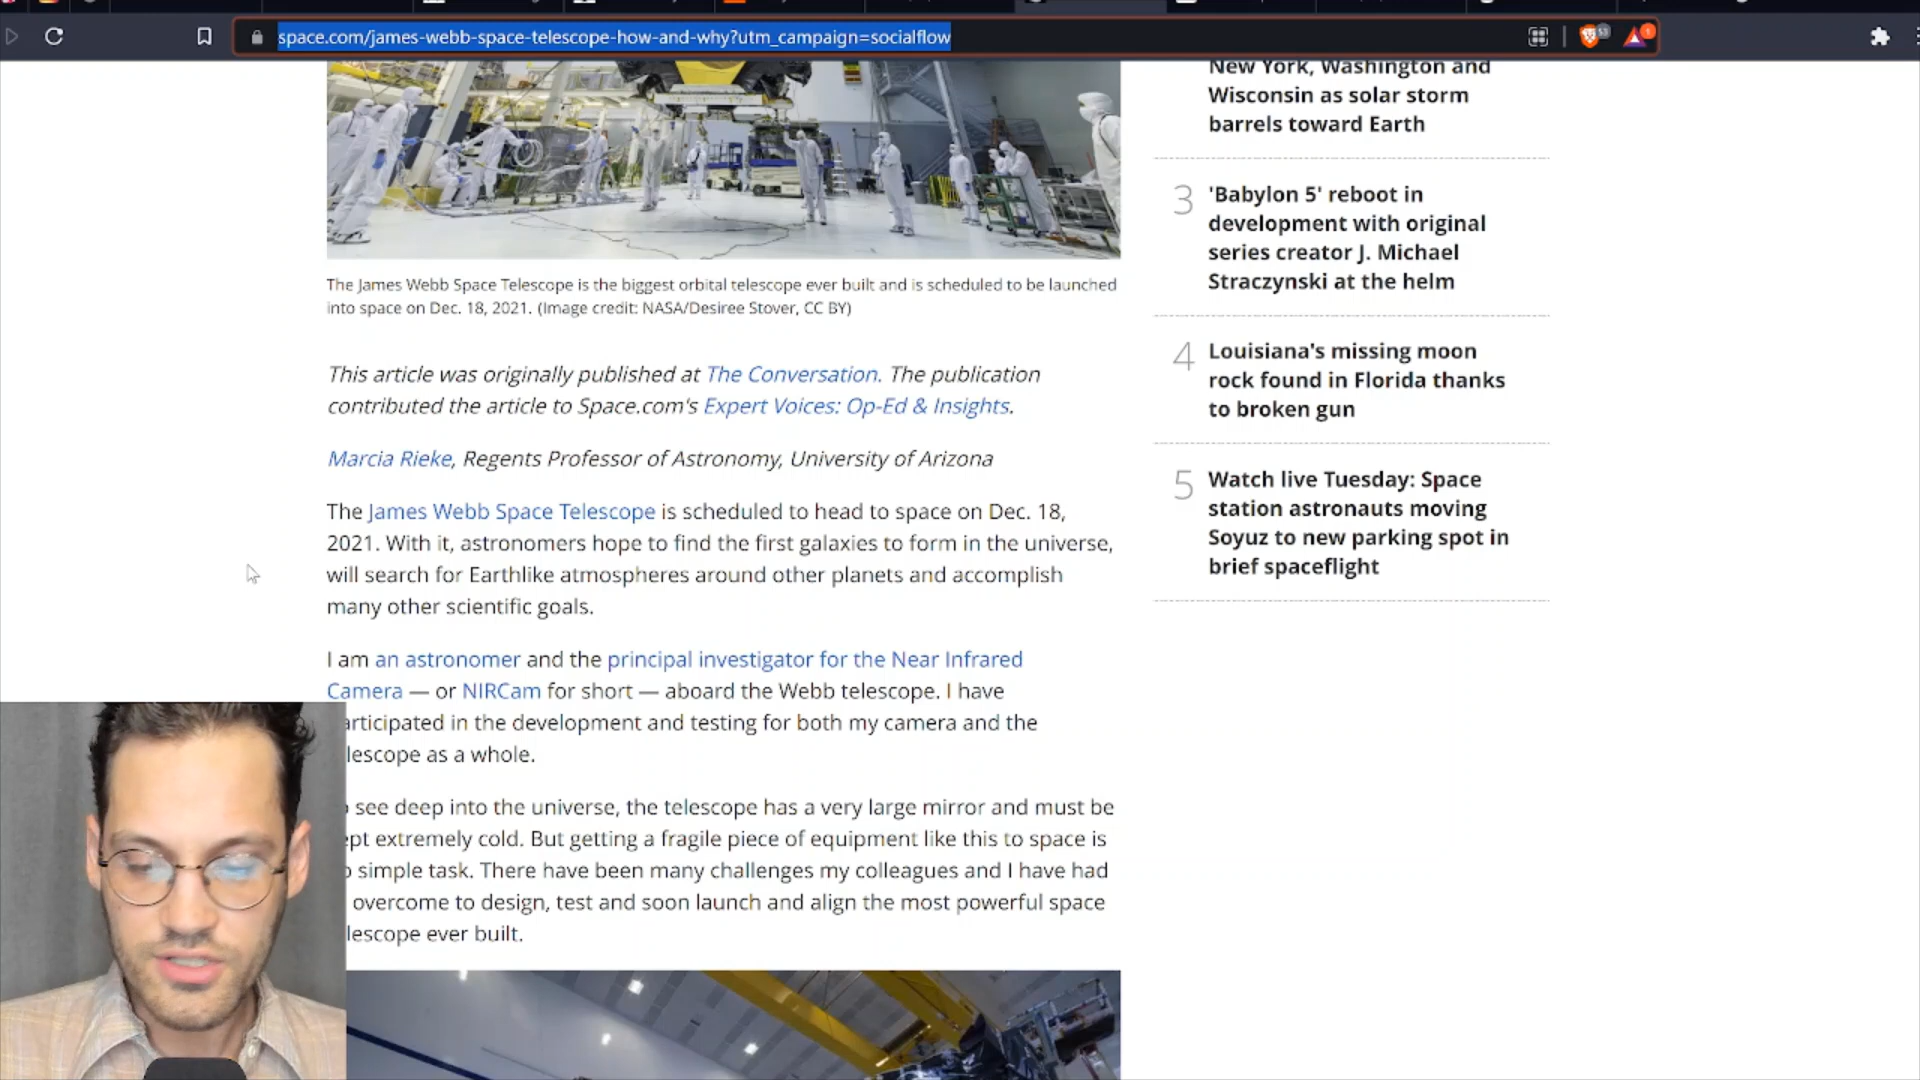 space.com/james-webb-space-telescope-how-and-why?utm_campaign=socialflow
New York, Washington and
Wisconsin as solar storm
barrels toward Earth
3
'Babylon 5' reboot in
development with original
series creator J. Michael
Straczynski at the helm
4
Louisiana's missing moon
rock found in Florida thanks
to broken gun
5
Watch live Tuesday: Space
station astronauts moving
Soyuz to new parking spot in
brief spaceflight
The James Webb Space Telescope is the biggest orbital telescope ever built and is scheduled to be launched
into space on Dec. 18, 2021. (Image credit: NASA/Desiree Stover, CC BY)
This article was originally published at The Conversation. The publication
contributed the article to Space.com's Expert Voices: Op-Ed & Insights.
Marcia Rieke, Regents Professor of Astronomy, University of Arizona
The James Webb Space Telescope is scheduled to head to space on Dec. 18,
2021. With it, astronomers hope to find the first galaxies to form in the universe,
will search for Earthlike atmospheres around other planets and accomplish
many other scientific goals.
I am an astronomer and the principal investigator for the Near Infrared
Camera — or NIRCam for short — aboard the Webb telescope. I have
articipated in the development and testing for both my camera and the
lescope as a whole.
see deep into the universe, the telescope has a very large mirror and must be
ept extremely cold. But getting a fragile piece of equipment like this to space is
simple task. There have been many challenges my colleagues and I have had
overcome to design, test and soon launch and align the most powerful space
lescope ever built.